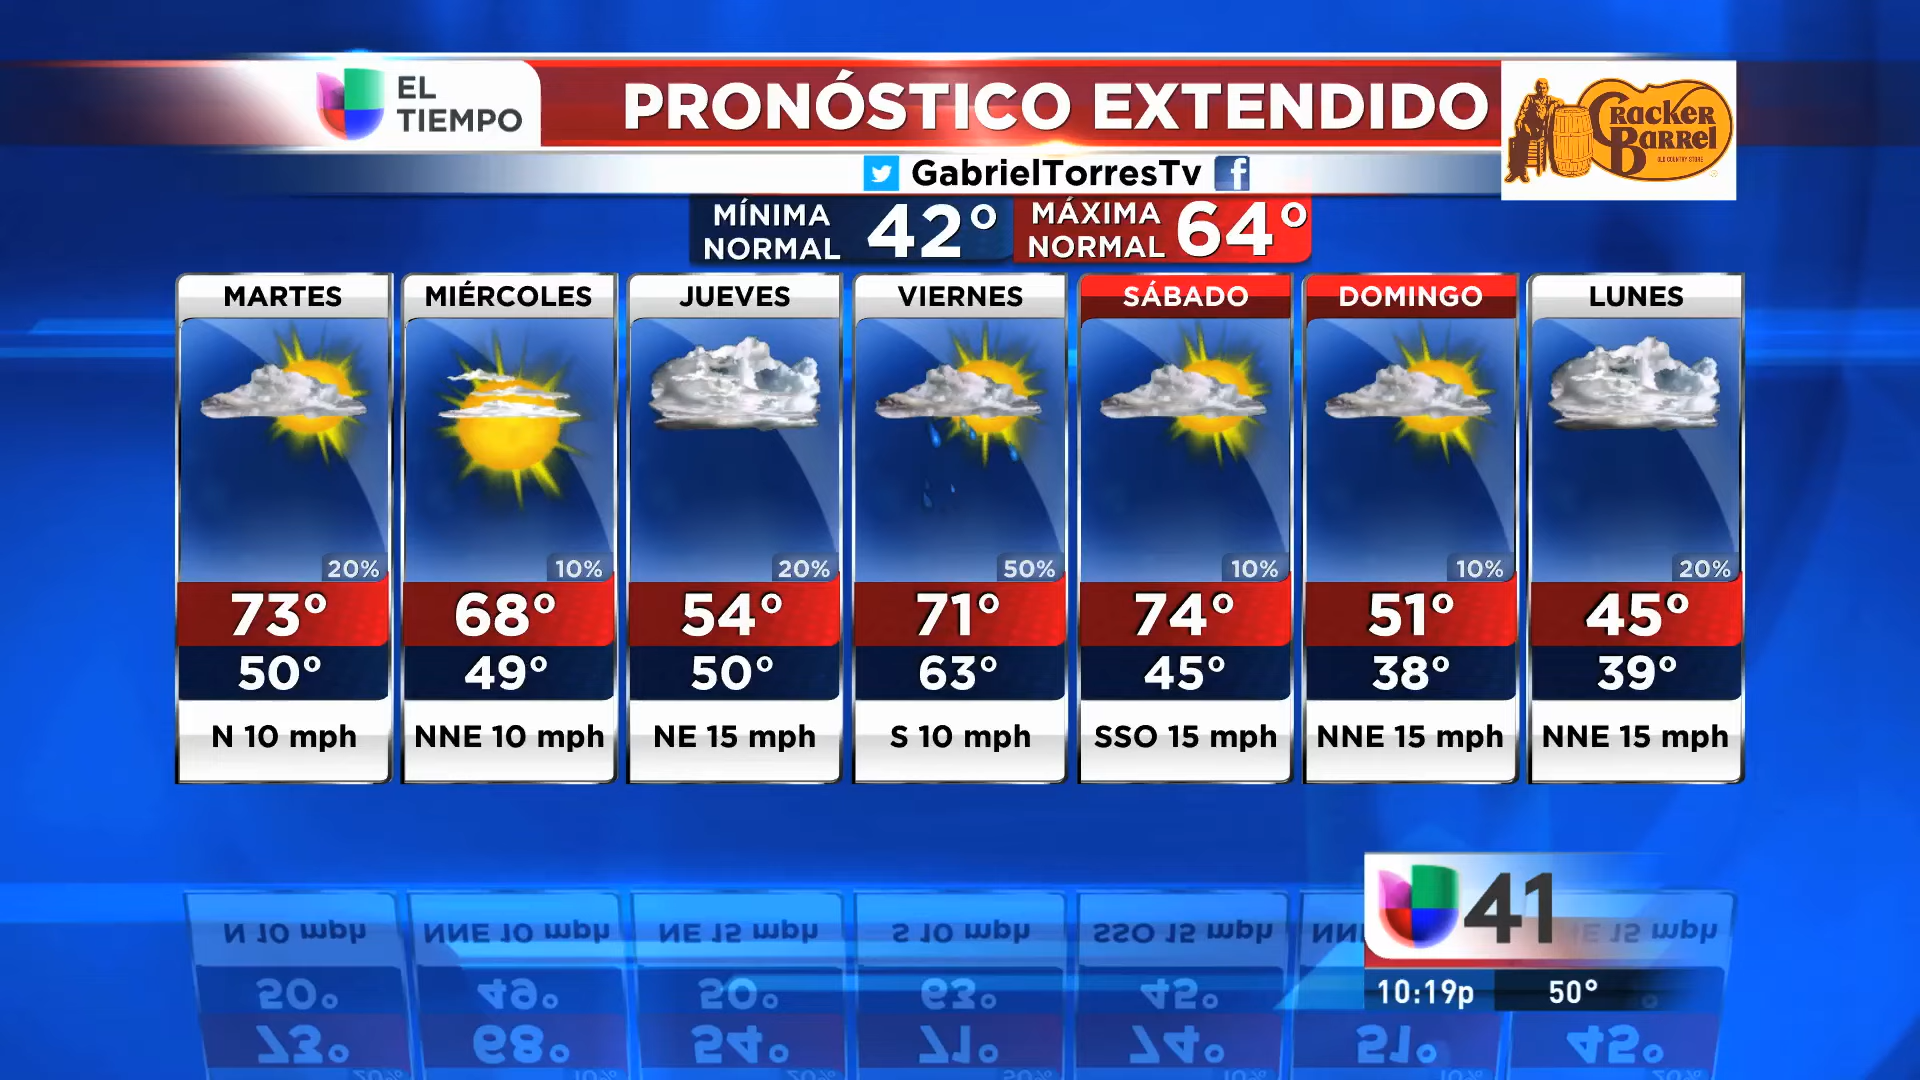 EL
TIEMPO
PRONÓSTICO EXTENDIDO
Cracker
Barrel
OLD COUNTRY STORE
GabrielTorresTv
MÍNIMA
NORMAL
42°
MÁXIMA
NORMAL
64°
MARTES
20%
73°
50°
N 10 mph
MIÉRCOLES
10%
68°
49°
NNE 10 mph
JUEVES
20%
54°
50°
NE 15 mph
VIERNES
50%
71°
63°
S 10 mph
SÁBADO
10%
74°
45°
SSO 15 mph
DOMINGO
10%
51°
38°
NNE 15 mph
LUNES
20%
45°
39°
NNE 15 mph
41
10:19p 50°